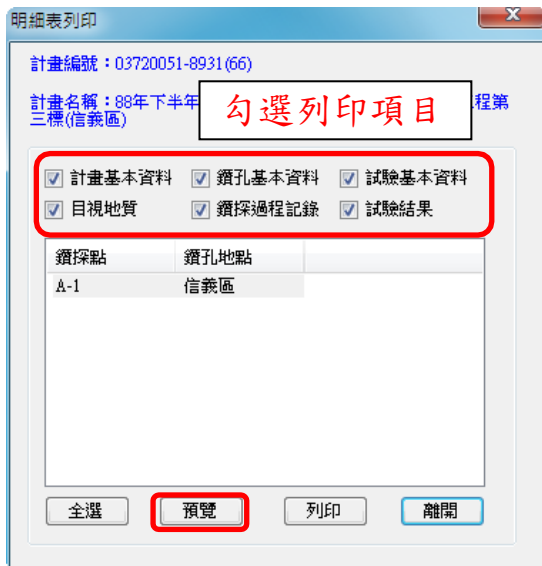 明細表列印
計畫編號：03720051-8931(66)
計畫名稱：88年下半年 程第
三標(信義區)
勾選列印項目
計畫基本資料 鑽孔基本資料 試驗基本資料
目視地質 鑽探過程記錄 試驗結果
鑽探點 鑽孔地點
A-1 信義區
全選 預覽 列印 離開